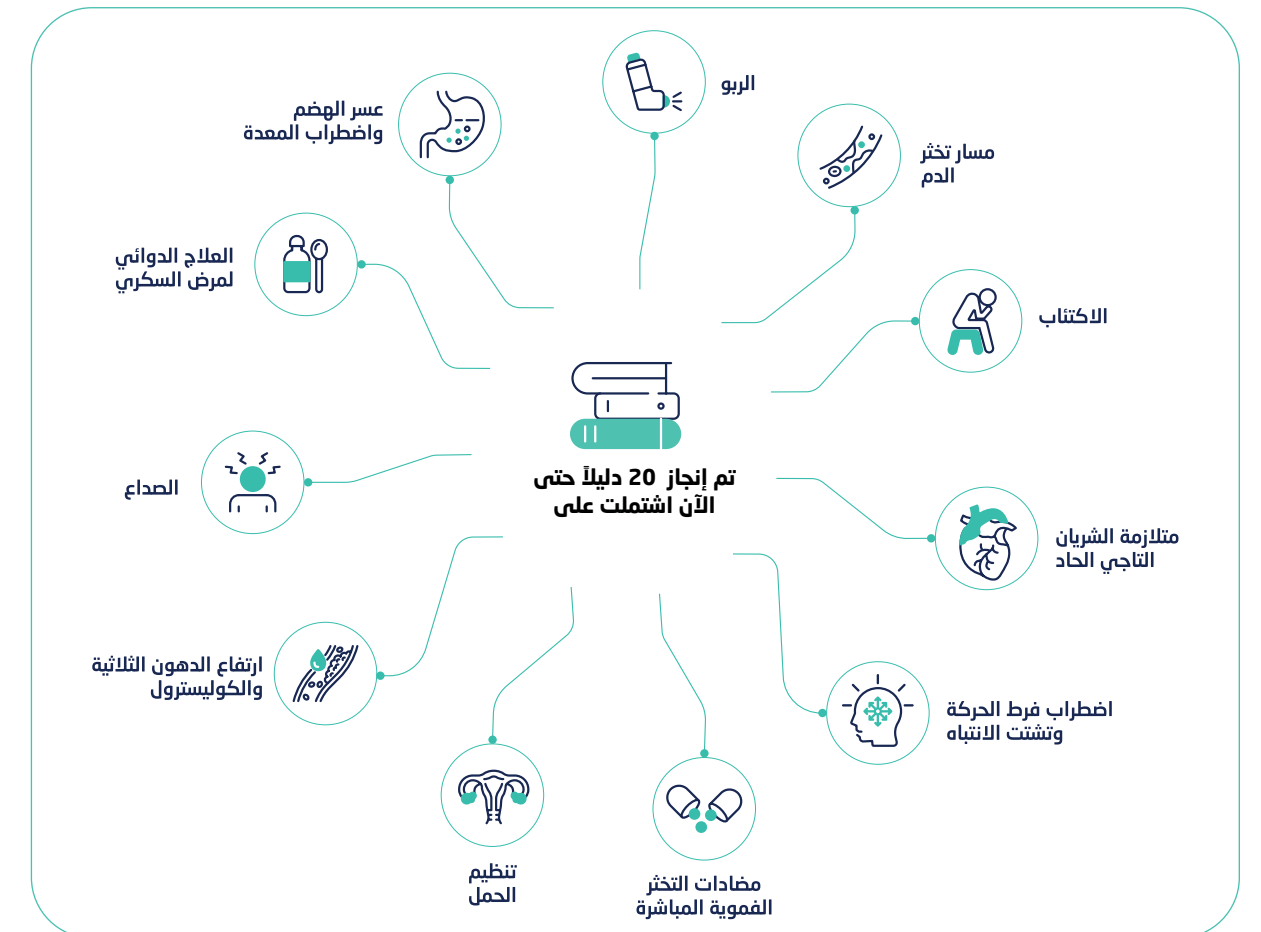 تم إنجاز 20 دليلاً حتى
الآن اشتملت على
الربو
مسار تخثر
الدم
الاكتئاب
متلازمة الشريان
التاجي الحاد
اضطراب فرط الحركة
وتشتت الانتباه
مضادات التخثر
الفموية المباشرة
تنظيم
الحمل
ارتفاع الدهون الثلاثية
والكوليسترول
الصداع
العلاج الدوائي
لمرض السكري
عسر الهضم
واضطراب المعدة